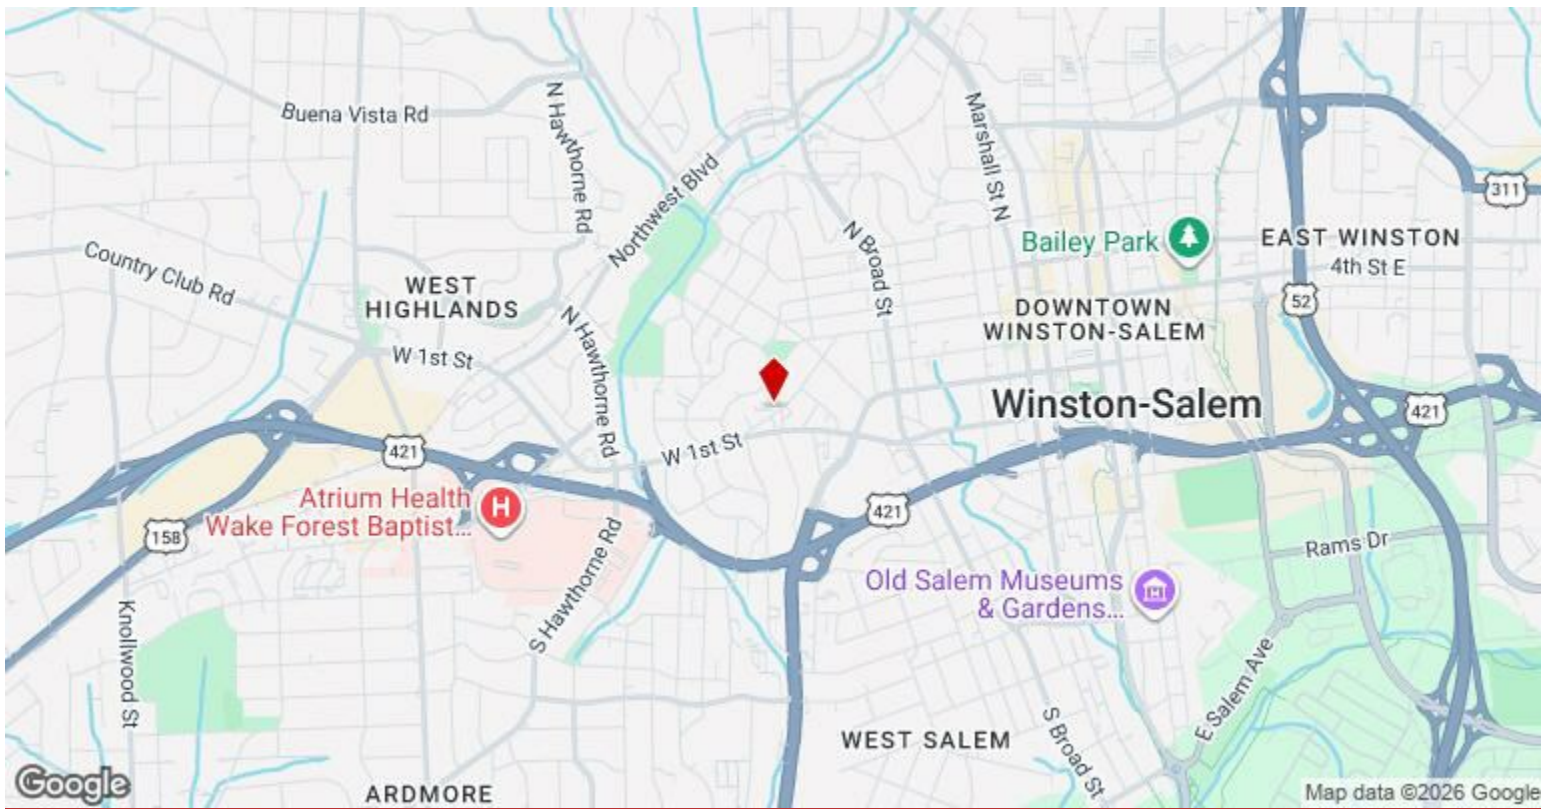 Buena Vista Rd
N Hawthorne Rd
Marshall St N
Northwest Blvd
311
N Broad St
Bailey Park
EAST WINSTON
4th St E
Country Club Rd
WEST
HIGHLANDS
52
DOWNTOWN
WINSTON-SALEM
N Hawthorne Rd
W 1st St
Winston-Salem
421
421
W 1st St
Atrium Health
Wake Forest Baptist...
H
158
421
Rams Dr
S Hawthorne Rd
Old Salem Museums
& Gardens...
Knollwood St
E Salem Ave
S Broad St
WEST SALEM
ARDMORE
Google
Map data ©2026 Google